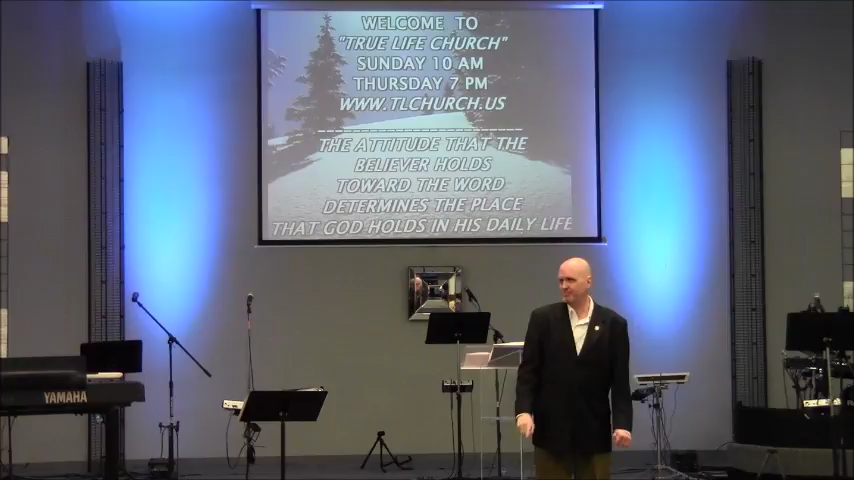 WELCOME TO
"TRUE LIFE CHURCH"
SUNDAY 10 AM
THURSDAY 7 PM
WWW.TLCHURCH.US
THE ATTITUDE THAT THE
BELIEVER HOLDS
TOWARD THE WORD
DETERMINES THE PLACE
THAT GOD HOLDS IN HIS DAILY LIFE
YAMAHA